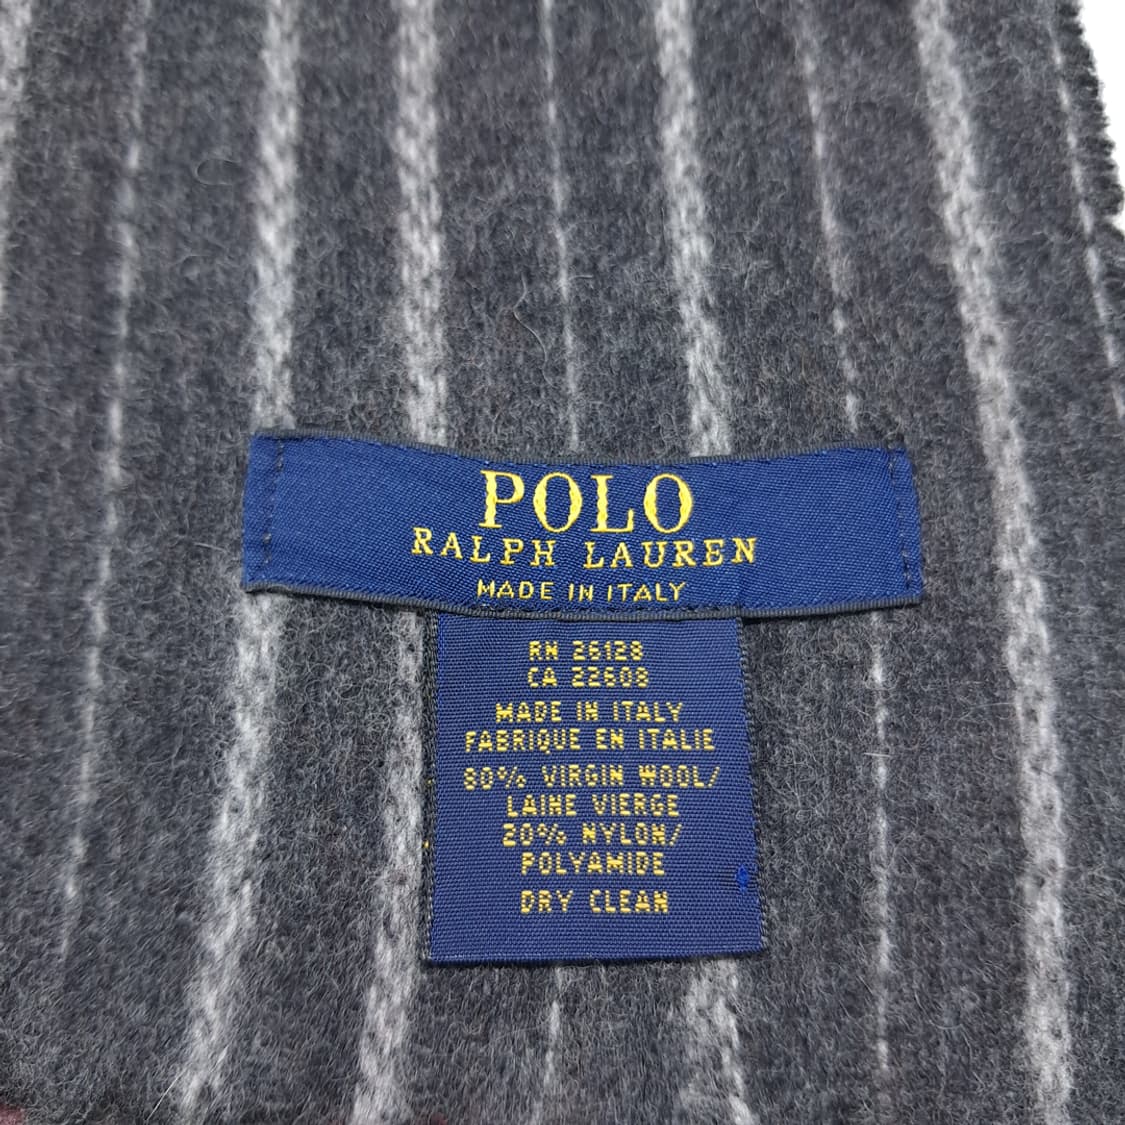 POLO
RALPH LAUREN
MADE IN ITALY
RN 26128
CA 22608
MADE IN ITALY
FABRIQUE EN ITALIE
80% VIRGIN WOOL/
LAINE VIERGE
20% NYLON/
POLYAMIDE
DRY CLEAN